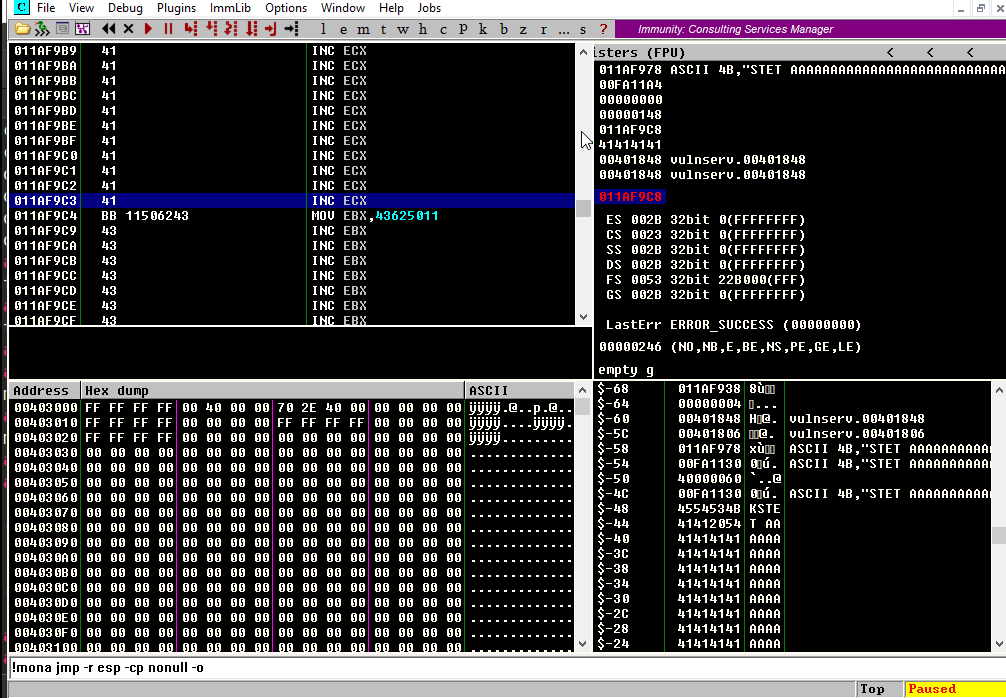 C File View Debug Plugins ImmLib Options Window Help Jobs
l e m t w h c P k b z r ... s ? Immunity: Consulting Services Manager
011AF9B9 41 INC ECX
011AF9BA 41 INC ECX
011AF9BB 41 INC ECX
011AF9BC 41 INC ECX
011AF9BD 41 INC ECX
011AF9BE 41 INC ECX
011AF9BF 41 INC ECX
011AF9C0 41 INC ECX
011AF9C1 41 INC ECX
011AF9C2 41 INC ECX
011AF9C3 41 INC ECX
011AF9C4 BB 11506243 MOV EBX,43625011
011AF9C9 43 INC EBX
011AF9CA 43 INC EBX
011AF9CB 43 INC EBX
011AF9CC 43 INC EBX
011AF9CD 43 INC EBX
011AF9CE 43 INC EBX
011AF9CF 43 INC EBX
isters (FPU) < < <
011AF978 ASCII 4B,"STET AAAAAAAAAAAAAAAAAAAAAAAAAAAA
00FA11A4
00000000
00000148
011AF9C8
41414141
00401848 vulnserv.00401848
00401848 vulnserv.00401848
011AF9C8
ES 002B 32bit 0(FFFFFFFF)
CS 0023 32bit 0(FFFFFFFF)
SS 002B 32bit 0(FFFFFFFF)
DS 002B 32bit 0(FFFFFFFF)
FS 0053 32bit 22B000(FFF)
GS 002B 32bit 0(FFFFFFFF)
LastErr ERROR_SUCCESS (00000000)
00000246 (NO,NB,E,BE,NS,PE,GE,LE)
empty g
Address Hex dump ASCII
00403000 FF FF FF FF 00 40 00 00 70 2E 40 00 00 00 00 00 ÿÿÿÿ.@..p.@..
00403010 FF FF FF FF 00 00 00 00 FF FF FF FF 00 00 00 00 ÿÿÿÿ....ÿÿÿÿ.
00403020 FF FF FF FF 00 00 00 00 00 00 00 00 00 00 00 00 ÿÿÿÿ.........
00403030 00 00 00 00 00 00 00 00 00 00 00 00 00 00 00 00 .............
00403040 00 00 00 00 00 00 00 00 00 00 00 00 00 00 00 00 .............
00403050 00 00 00 00 00 00 00 00 00 00 00 00 00 00 00 00 .............
00403060 00 00 00 00 00 00 00 00 00 00 00 00 00 00 00 00 .............
00403070 00 00 00 00 00 00 00 00 00 00 00 00 00 00 00 00 .............
00403080 00 00 00 00 00 00 00 00 00 00 00 00 00 00 00 00 .............
00403090 00 00 00 00 00 00 00 00 00 00 00 00 00 00 00 00 .............
004030A0 00 00 00 00 00 00 00 00 00 00 00 00 00 00 00 00 .............
004030B0 00 00 00 00 00 00 00 00 00 00 00 00 00 00 00 00 .............
004030C0 00 00 00 00 00 00 00 00 00 00 00 00 00 00 00 00 .............
004030D0 00 00 00 00 00 00 00 00 00 00 00 00 00 00 00 00 .............
004030E0 00 00 00 00 00 00 00 00 00 00 00 00 00 00 00 00 .............
004030F0 00 00 00 00 00 00 00 00 00 00 00 00 00 00 00 00 .............
00403100 00 00 00 00 00 00 00 00 00 00 00 00 00 00 00 00 .............
$-68 011AF938 8ù
$-64 00000004 ...
$-60 00401848 H@. vulnserv.00401848
$-5C 00401806 @. vulnserv.00401806
$-58 011AF978 xù ASCII 4B,"STET AAAAAAAAAA
$-54 00FA1130 0ú. ASCII 4B,"STET AAAAAAAAAA
$-50 40000060 `..@
$-4C 00FA1130 0ú. ASCII 4B,"STET AAAAAAAAAA
$-48 4554534B KSTE
$-44 41412054 T AA
$-40 41414141 AAAA
$-3C 41414141 AAAA
$-38 41414141 AAAA
$-34 41414141 AAAA
$-30 41414141 AAAA
$-2C 41414141 AAAA
$-28 41414141 AAAA
$-24 41414141 AAAA
!mona jmp -r esp -cp nonull -o
Top Paused